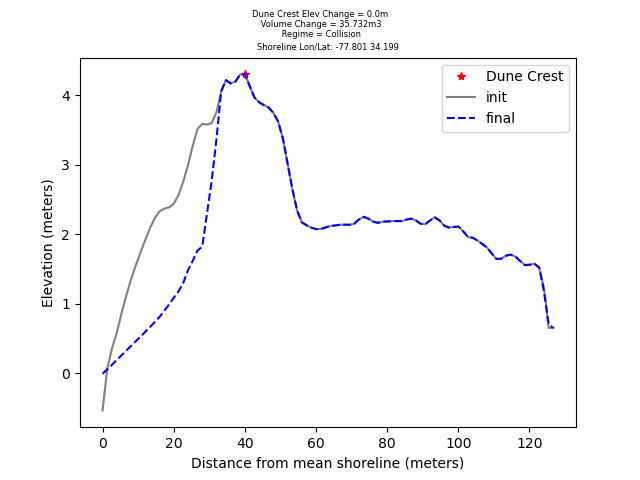 Dune Crest Elev Change = 0.0m
Volume Change = 35.732m3
Regime = Collision
Shoreline Lon/Lat: -77.801 34.199
Dune Crest
init
final
Elevation (meters)
4
3
2
1
0
0 20 40 60 80 100 120
Distance from mean shoreline (meters)